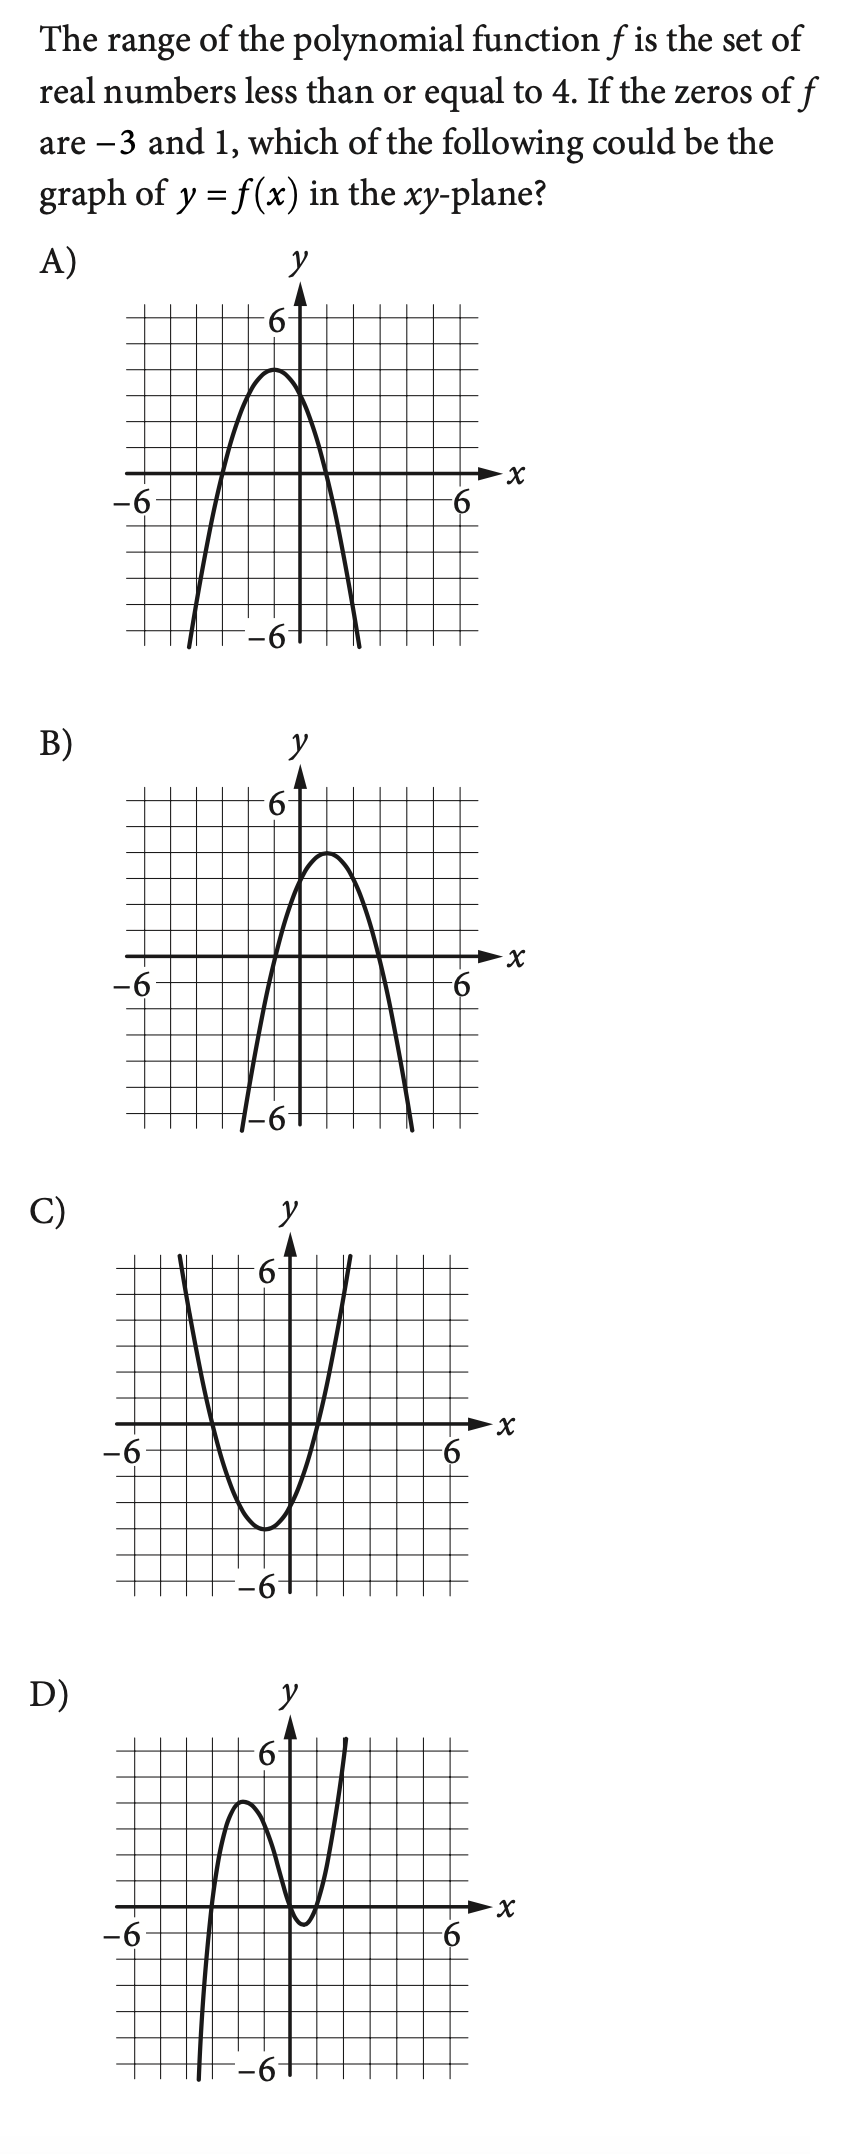 The range of the polynomial function f is the set of
real numbers less than or equal to 4. If the zeros of f
are −3 and 1, which of the following could be the
graph of y = f(x) in the xy-plane?
A)
y
6
x
−6
6
−6
B)
y
6
x
−6
6
−6
C)
y
6
x
−6
6
−6
D)
y
6
x
−6
6
−6